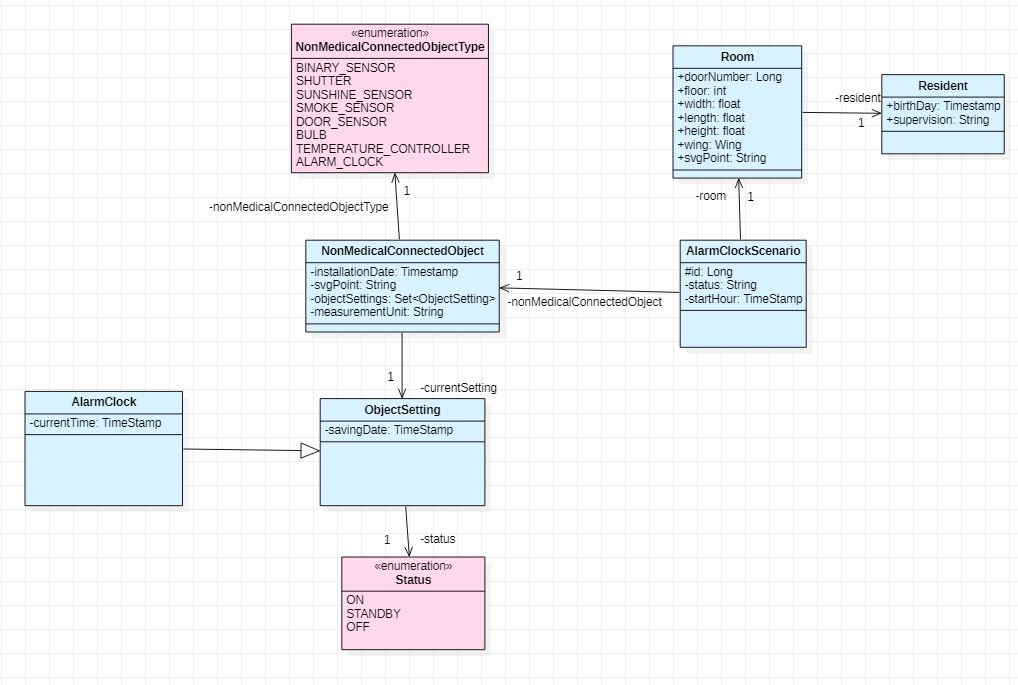 «enumeration»
NonMedicalConnectedObjectType
BINARY_SENSOR
SHUTTER
SUNSHINE_SENSOR
SMOKE_SENSOR
DOOR_SENSOR
BULB
TEMPERATURE_CONTROLLER
ALARM_CLOCK
1
-nonMedicalConnectedObjectType
Room
+doorNumber: Long
+floor: int
+width: float
+length: float
+height: float
+wing: Wing
+svgPoint: String
-resident
1
Resident
+birthDay: Timestamp
+supervision: String
-room
1
NonMedicalConnectedObject
-installationDate: Timestamp
-svgPoint: String
-objectSettings: Set<ObjectSetting>
-measurementUnit: String
1
-nonMedicalConnectedObject
AlarmClockScenario
#id: Long
-status: String
-startHour: TimeStamp
1
-currentSetting
AlarmClock
-currentTime: TimeStamp
ObjectSetting
-savingDate: TimeStamp
1
-status
«enumeration»
Status
ON
STANDBY
OFF